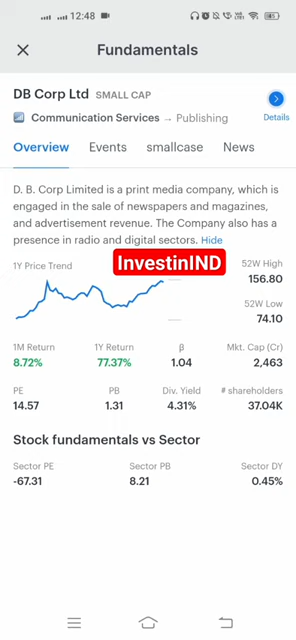 12:48
85
Fundamentals
DB Corp Ltd SMALL CAP
Communication Services → Publishing
Details
Overview Events smallcase News
D. B. Corp Limited is a print media company, which is
engaged in the sale of newspapers and magazines,
and advertisement revenue. The Company also has a
presence in radio and digital sectors. Hide
InvestinIND
1Y Price Trend
52W High
156.80
52W Low
74.10
1M Return 1Y Return β Mkt. Cap (Cr)
8.72% 77.37% 1.04 2,463
PE PB Div. Yield # shareholders
14.57 1.31 4.31% 37.04K
Stock fundamentals vs Sector
Sector PE Sector PB Sector DY
-67.31 8.21 0.45%